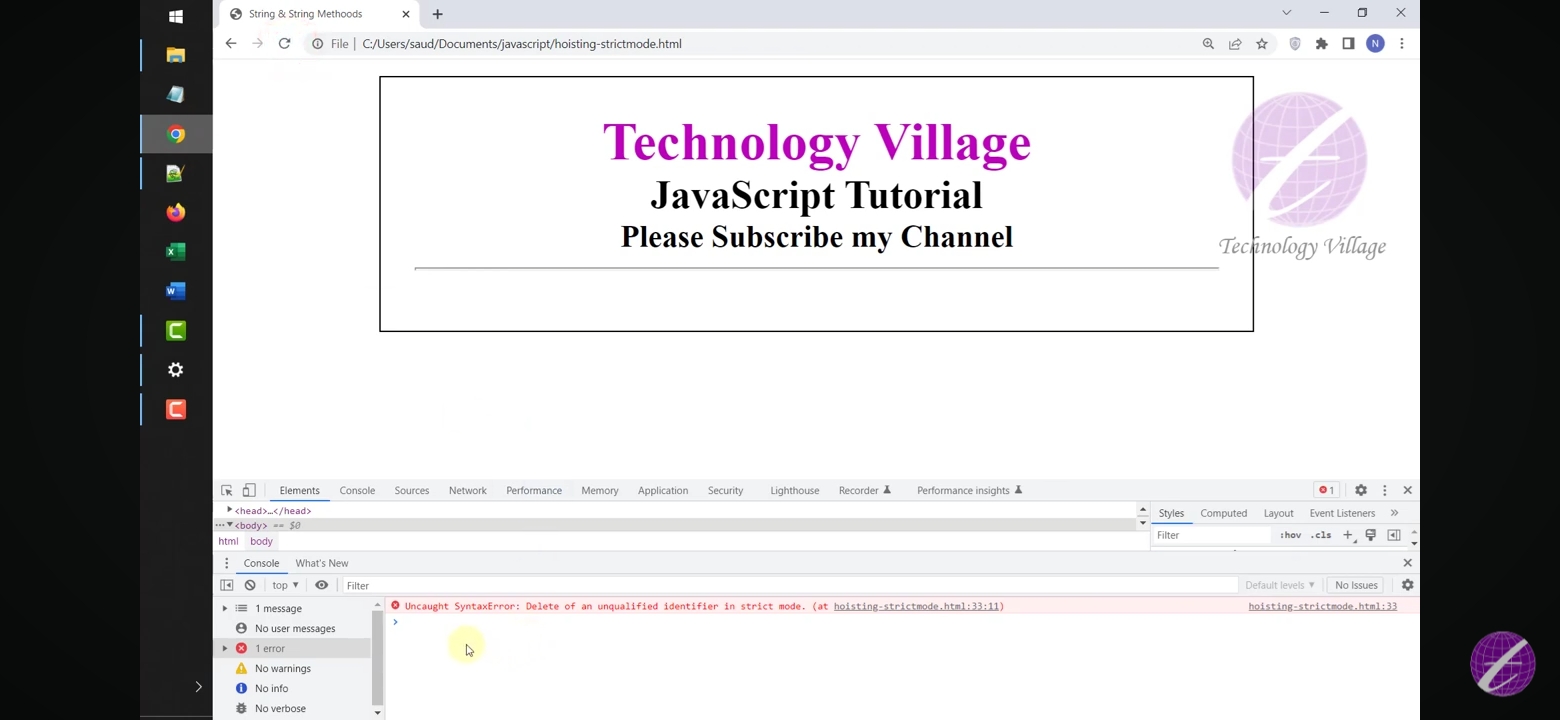 String & String Methoods
File
C:/Users/saud/Documents/javascript/hoisting-strictmode.html
N
Technology Village
JavaScript Tutorial
Please Subscribe my Channel
Technology Village
Elements Console Sources Network Performance Memory Application Security Lighthouse Recorder Performance insights 1
<head>…</head>
<body> == $0
html body
Styles Computed Layout Event Listeners »
Filter :hov .cls
Console What's New
top Filter Default levels No Issues
1 message
No user messages
1 error
No warnings
No info
No verbose
Uncaught SyntaxError: Delete of an unqualified identifier in strict mode. (at hoisting-strictmode.html:33:11) hoisting-strictmode.html:33